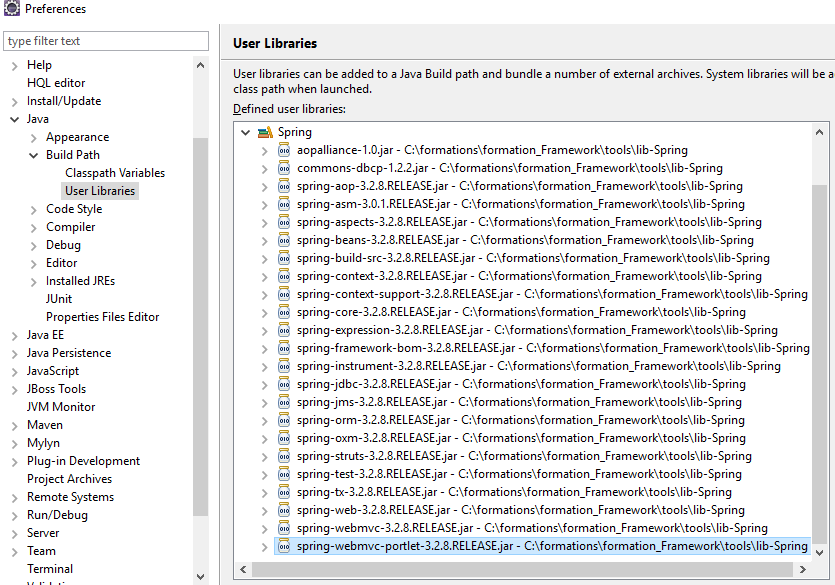 Preferences
type filter text
Help
HQL editor
Install/Update
Java
Appearance
Build Path
Classpath Variables
User Libraries
Code Style
Compiler
Debug
Editor
Installed JREs
JUnit
Properties Files Editor
Java EE
Java Persistence
JavaScript
JBoss Tools
JVM Monitor
Maven
Mylyn
Plug-in Development
Project Archives
Remote Systems
Run/Debug
Server
Team
Terminal
User Libraries
User libraries can be added to a Java Build path and bundle a number of external archives. System libraries will be a
class path when launched.
Defined user libraries:
Spring
aopalliance-1.0.jar - C:\formations\formation_Framework\tools\lib-Spring
commons-dbcp-1.2.2.jar - C:\formations\formation_Framework\tools\lib-Spring
spring-aop-3.2.8.RELEASE.jar - C:\formations\formation_Framework\tools\lib-Spring
spring-asm-3.0.1.RELEASE.jar - C:\formations\formation_Framework\tools\lib-Spring
spring-aspects-3.2.8.RELEASE.jar - C:\formations\formation_Framework\tools\lib-Spring
spring-beans-3.2.8.RELEASE.jar - C:\formations\formation_Framework\tools\lib-Spring
spring-build-src-3.2.8.RELEASE.jar - C:\formations\formation_Framework\tools\lib-Spring
spring-context-3.2.8.RELEASE.jar - C:\formations\formation_Framework\tools\lib-Spring
spring-context-support-3.2.8.RELEASE.jar - C:\formations\formation_Framework\tools\lib-Spring
spring-core-3.2.8.RELEASE.jar - C:\formations\formation_Framework\tools\lib-Spring
spring-expression-3.2.8.RELEASE.jar - C:\formations\formation_Framework\tools\lib-Spring
spring-framework-bom-3.2.8.RELEASE.jar - C:\formations\formation_Framework\tools\lib-Spring
spring-instrument-3.2.8.RELEASE.jar - C:\formations\formation_Framework\tools\lib-Spring
spring-jdbc-3.2.8.RELEASE.jar - C:\formations\formation_Framework\tools\lib-Spring
spring-jms-3.2.8.RELEASE.jar - C:\formations\formation_Framework\tools\lib-Spring
spring-orm-3.2.8.RELEASE.jar - C:\formations\formation_Framework\tools\lib-Spring
spring-oxm-3.2.8.RELEASE.jar - C:\formations\formation_Framework\tools\lib-Spring
spring-struts-3.2.8.RELEASE.jar - C:\formations\formation_Framework\tools\lib-Spring
spring-test-3.2.8.RELEASE.jar - C:\formations\formation_Framework\tools\lib-Spring
spring-tx-3.2.8.RELEASE.jar - C:\formations\formation_Framework\tools\lib-Spring
spring-web-3.2.8.RELEASE.jar - C:\formations\formation_Framework\tools\lib-Spring
spring-webmvc-3.2.8.RELEASE.jar - C:\formations\formation_Framework\tools\lib-Spring
spring-webmvc-portlet-3.2.8.RELEASE.jar - C:\formations\formation_Framework\tools\lib-Spring